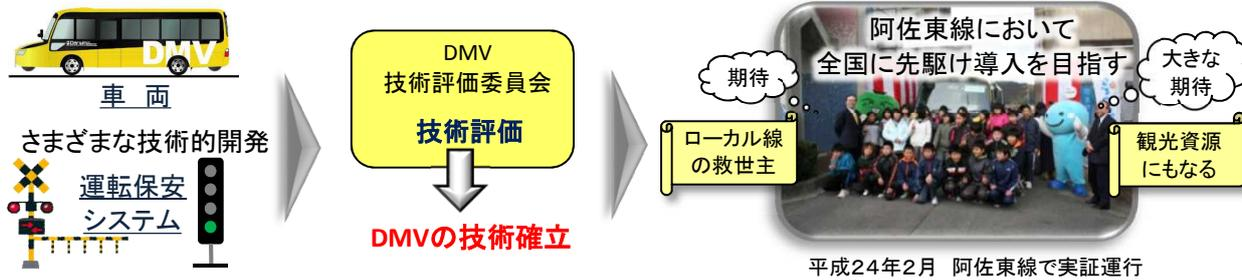 DMV
車 両
さまざまな技術的開発
運転保安
システム
DMV
技術評価委員会
技術評価
DMVの技術確立
阿佐東線において
全国に先駆け導入を目指す
期待
大きな
期待
ローカル線
の救世主
観光資源
にもなる
平成24年2月 阿佐東線で実証運行